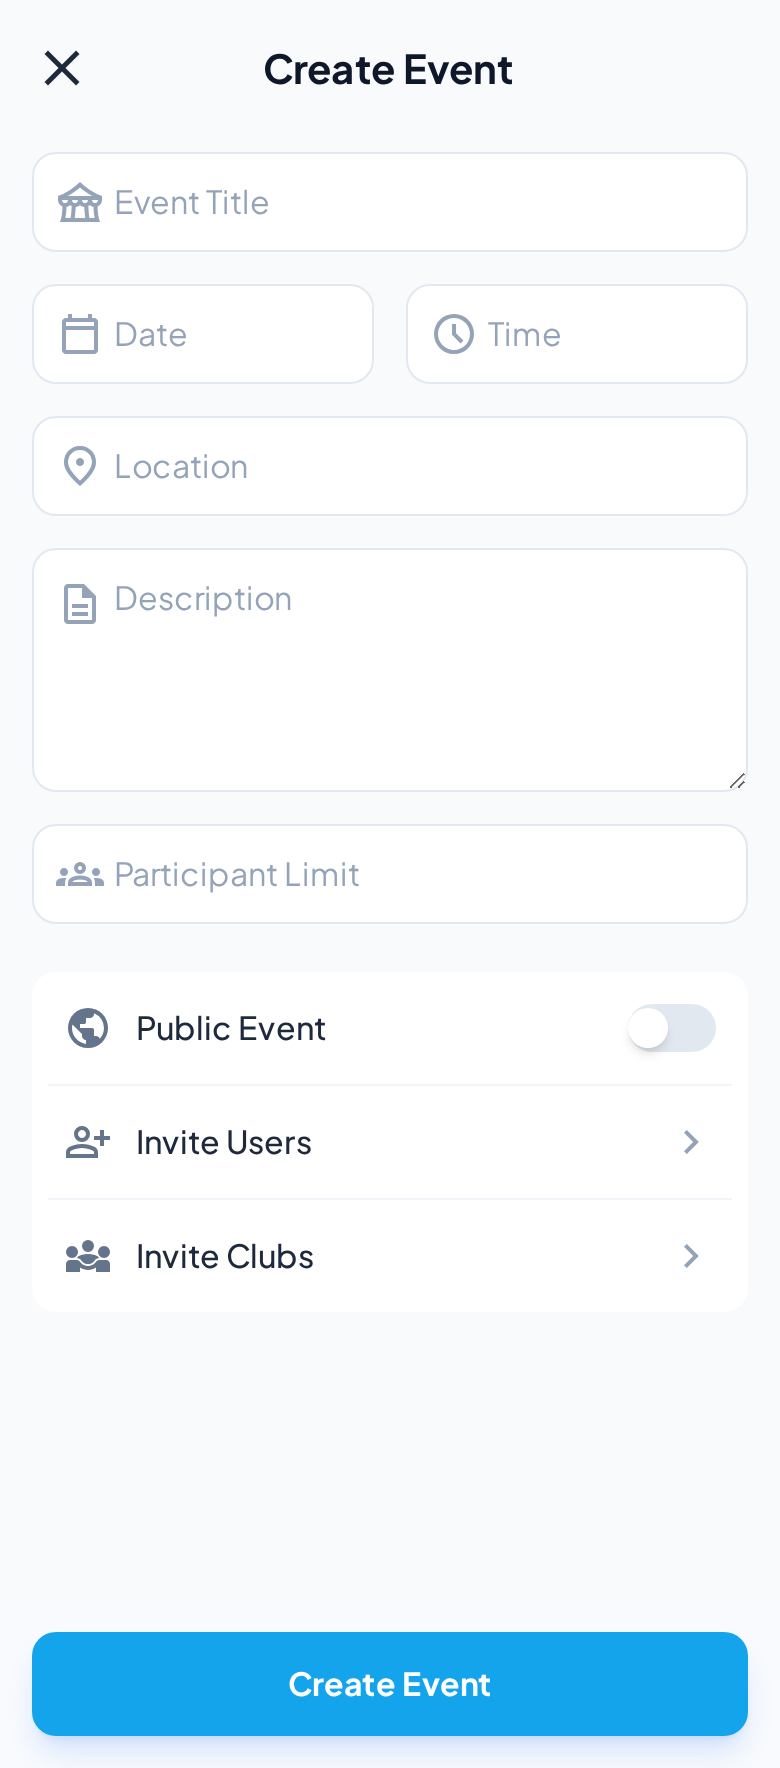 Create Event
Event Title
Date
Time
Location
Description
Participant Limit
Public Event
Invite Users
Invite Clubs
Create Event